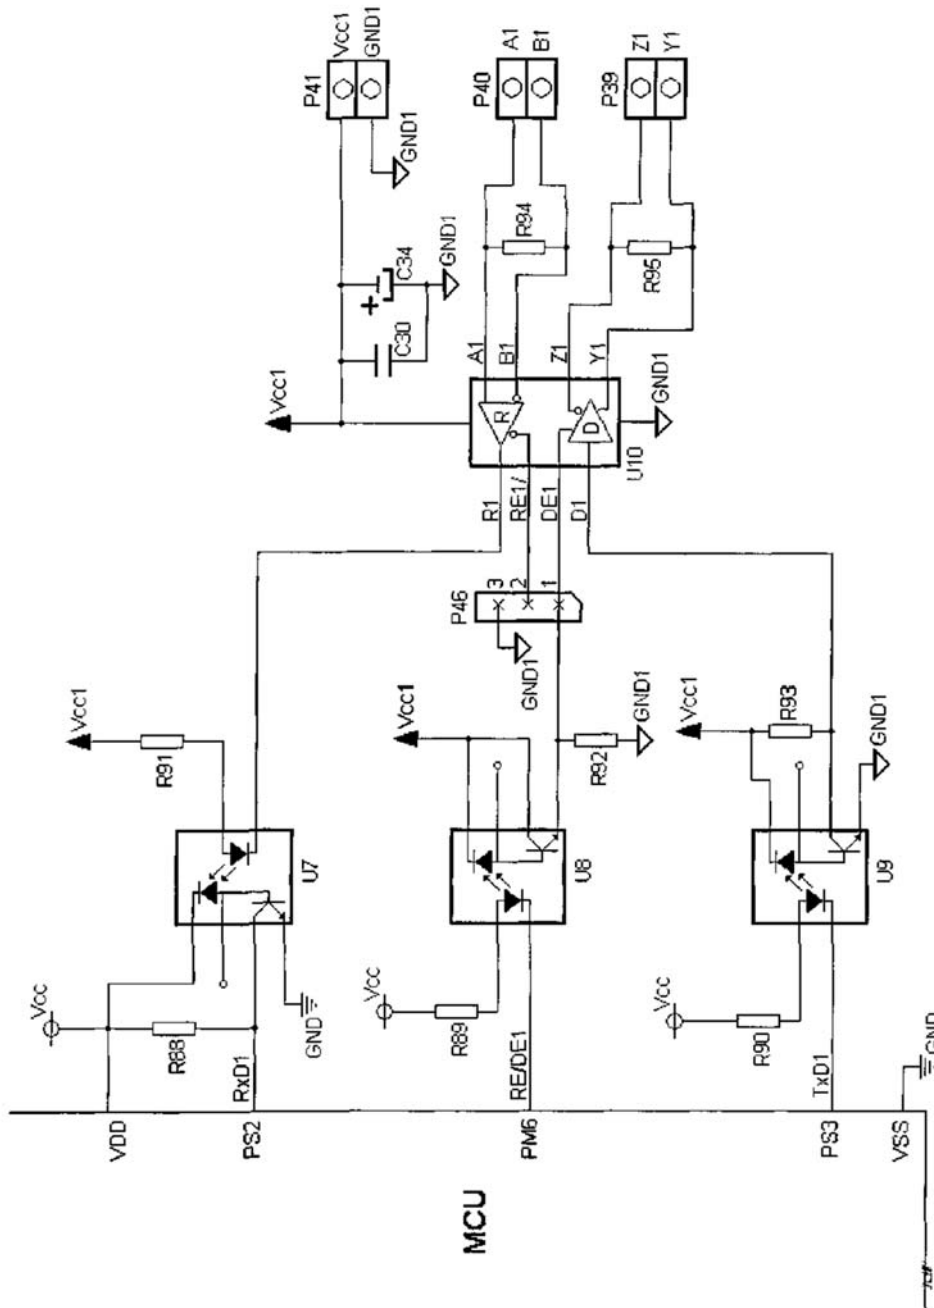 P41
Vcc1
GND1
GND1
P40
A1
B1
P39
Z1
Y1
R94
R95
C34
+
C30
GND1
Vcc1
A1
B1
Z1
Y1
R
D
U10
GND1
R1
RE1/
DE1
D1
P46
3
2
1
GND1
Vcc1
R91
U7
Vcc
R88
RxD1
GND
Vcc1
R92
GND1
U8
Vcc
R89
RE/DE1
Vcc1
R93
GND1
U9
Vcc
R90
TxD1
GND
VDD
PS2
PM6
PS3
VSS
MCU